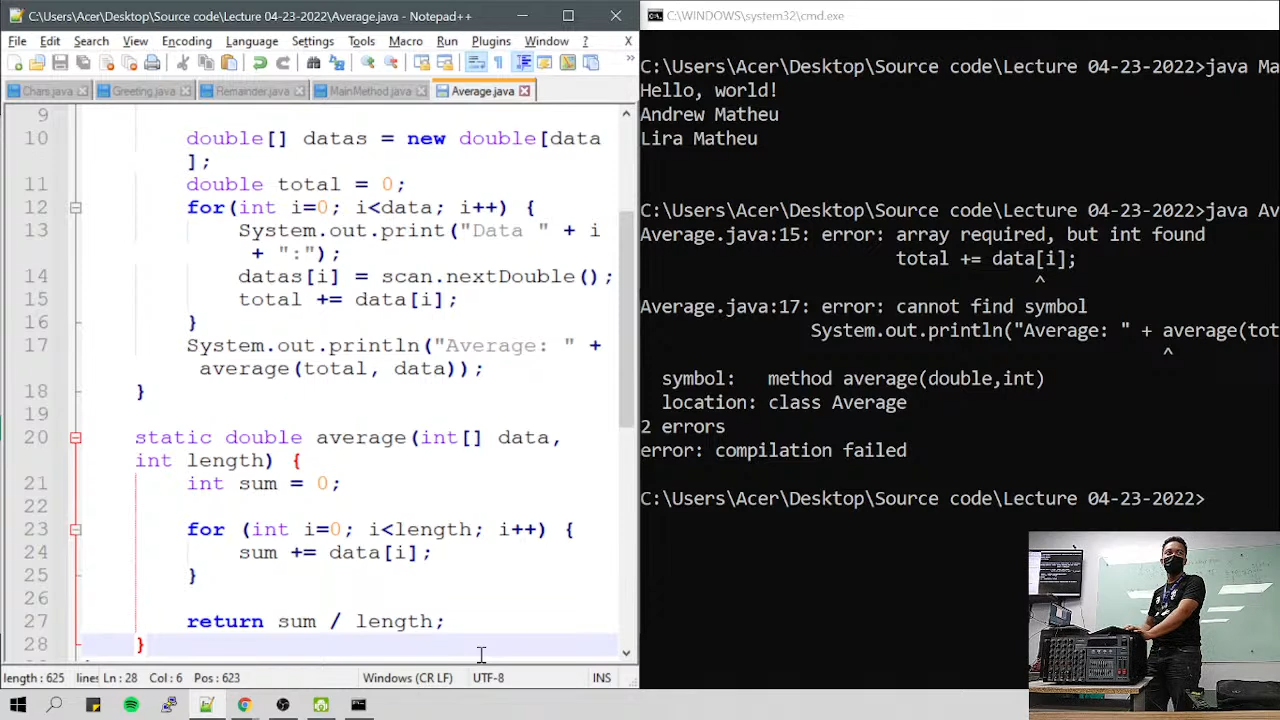 C:\Users\Acer\Desktop\Source code\Lecture 04-23-2022\Average.java - Notepad++
File Edit Search View Encoding Language Settings Tools Macro Run Plugins Window ? X
Chars.java Greeting.java Remainder.java MainMethod.java Average.java
9
10 double[] datas = new double[data
];
11 double total = 0;
12 for(int i=0; i<data; i++) {
13 System.out.print("Data " + i
+ ":");
14 datas[i] = scan.nextDouble();
15 total += data[i];
16 }
17 System.out.println("Average: " +
average(total, data));
18 }
19
20 static double average(int[] data,
int length) {
21 int sum = 0;
22
23 for (int i=0; i<length; i++) {
24 sum += data[i];
25 }
26
27 return sum / length;
28 }
length: 625 lines Ln: 28 Col: 6 Pos: 623 Windows (CR LF) UTF-8 INS
C:\WINDOWS\system32\cmd.exe
C:\Users\Acer\Desktop\Source code\Lecture 04-23-2022>java Ma
Hello, world!
Andrew Matheu
Lira Matheu
C:\Users\Acer\Desktop\Source code\Lecture 04-23-2022>java Av
Average.java:15: error: array required, but int found
total += data[i];
^
Average.java:17: error: cannot find symbol
System.out.println("Average: " + average(tot
^
symbol: method average(double,int)
location: class Average
2 errors
error: compilation failed
C:\Users\Acer\Desktop\Source code\Lecture 04-23-2022>